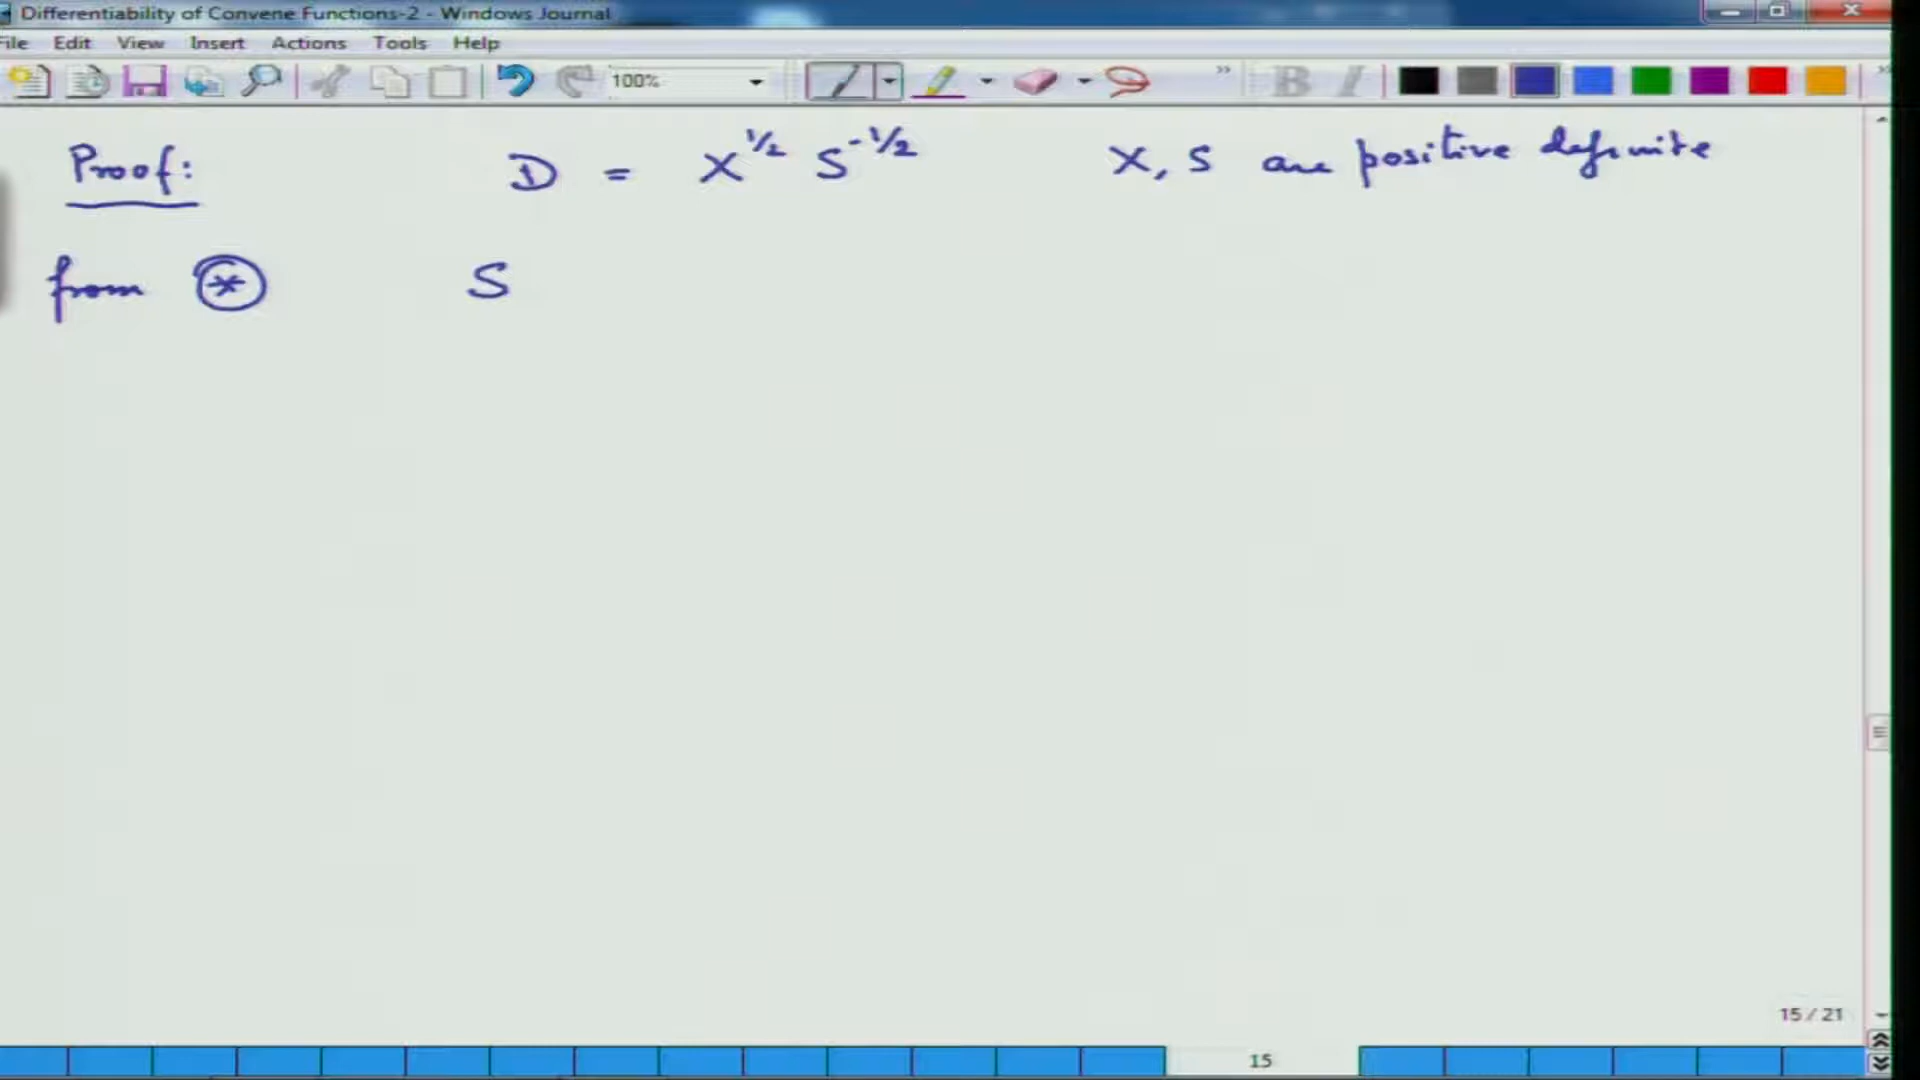 Differentiability of Convene Functions-2 - Windows Journal
File Edit View Insert Actions Tools Help
100%
Proof: D = X^{1/2} S^{-1/2} X, S are positive definite
from ⊛ S
15 / 21
15